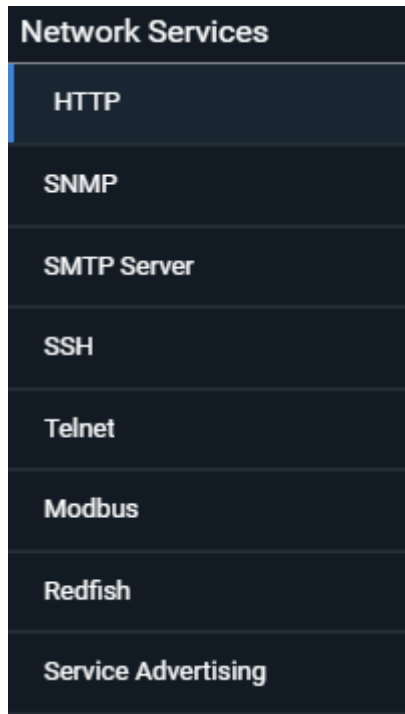 Network Services
HTTP
SNMP
SMTP Server
SSH
Telnet
Modbus
Redfish
Service Advertising